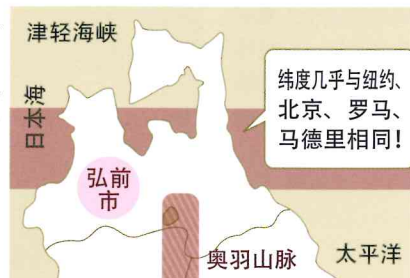 津轻海峡
日本海
纬度几乎与纽约、
北京、罗马、
马德里相同！
弘前
市
奥羽山脉
太平洋